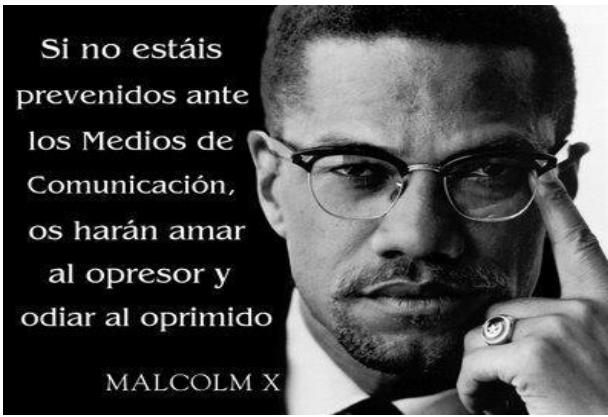 Si no estáis
prevenidos ante
los Medios de
Comunicación,
os harán amar
al opresor y
odiar al oprimido
MALCOLM X